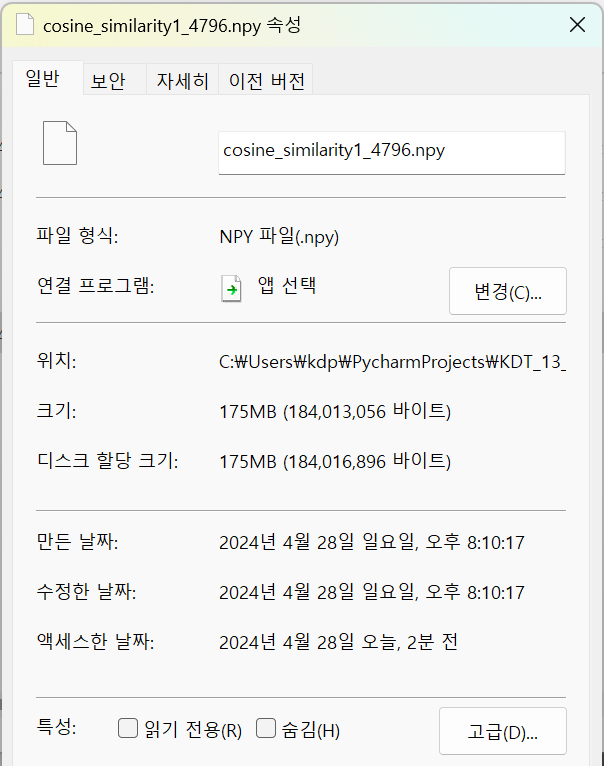 cosine_similarity1_4796.npy 속성
일반 보안 자세히 이전 버전
cosine_similarity1_4796.npy
파일 형식: NPY 파일(.npy)
연결 프로그램: 앱 선택 변경(C)...
위치: C:₩Users₩kdp₩PycharmProjects₩KDT_13_
크기: 175MB (184,013,056 바이트)
디스크 할당 크기: 175MB (184,016,896 바이트)
만든 날짜: 2024년 4월 28일 일요일, 오후 8:10:17
수정한 날짜: 2024년 4월 28일 일요일, 오후 8:10:17
액세스한 날짜: 2024년 4월 28일 오늘, 2분 전
특성: 읽기 전용(R) 숨김(H) 고급(D)...